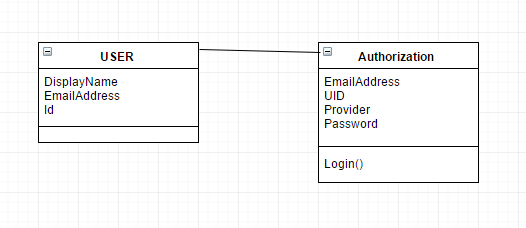 USER
DisplayName
EmailAddress
Id
Authorization
EmailAddress
UID
Provider
Password
Login()